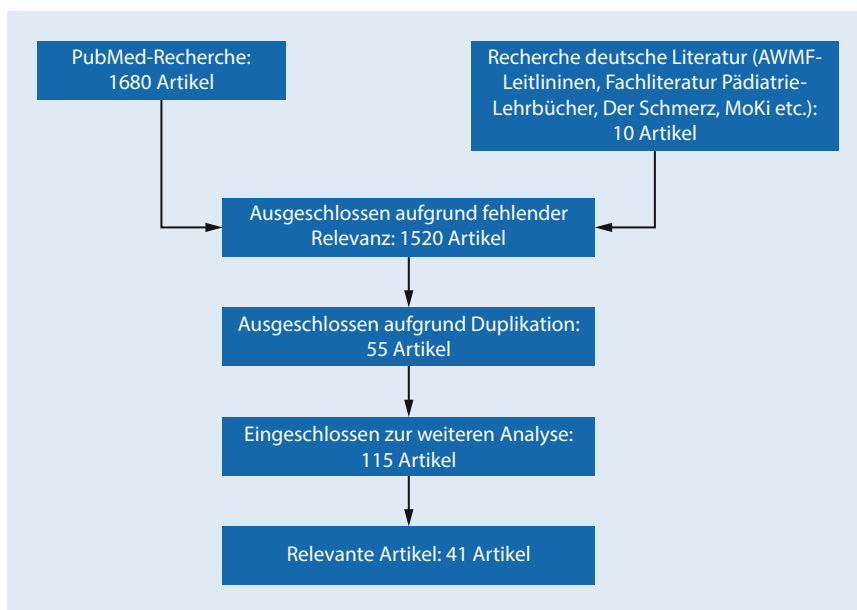 PubMed-Recherche:
1680 Artikel
Recherche deutsche Literatur (AWMF-
Leitlininen, Fachliteratur Pädiatrie-
Lehrbücher, Der Schmerz, MoKi etc.):
10 Artikel
Ausgeschlossen aufgrund fehlender
Relevanz: 1520 Artikel
Ausgeschlossen aufgrund Duplikation:
55 Artikel
Eingeschlossen zur weiteren Analyse:
115 Artikel
Relevante Artikel: 41 Artikel